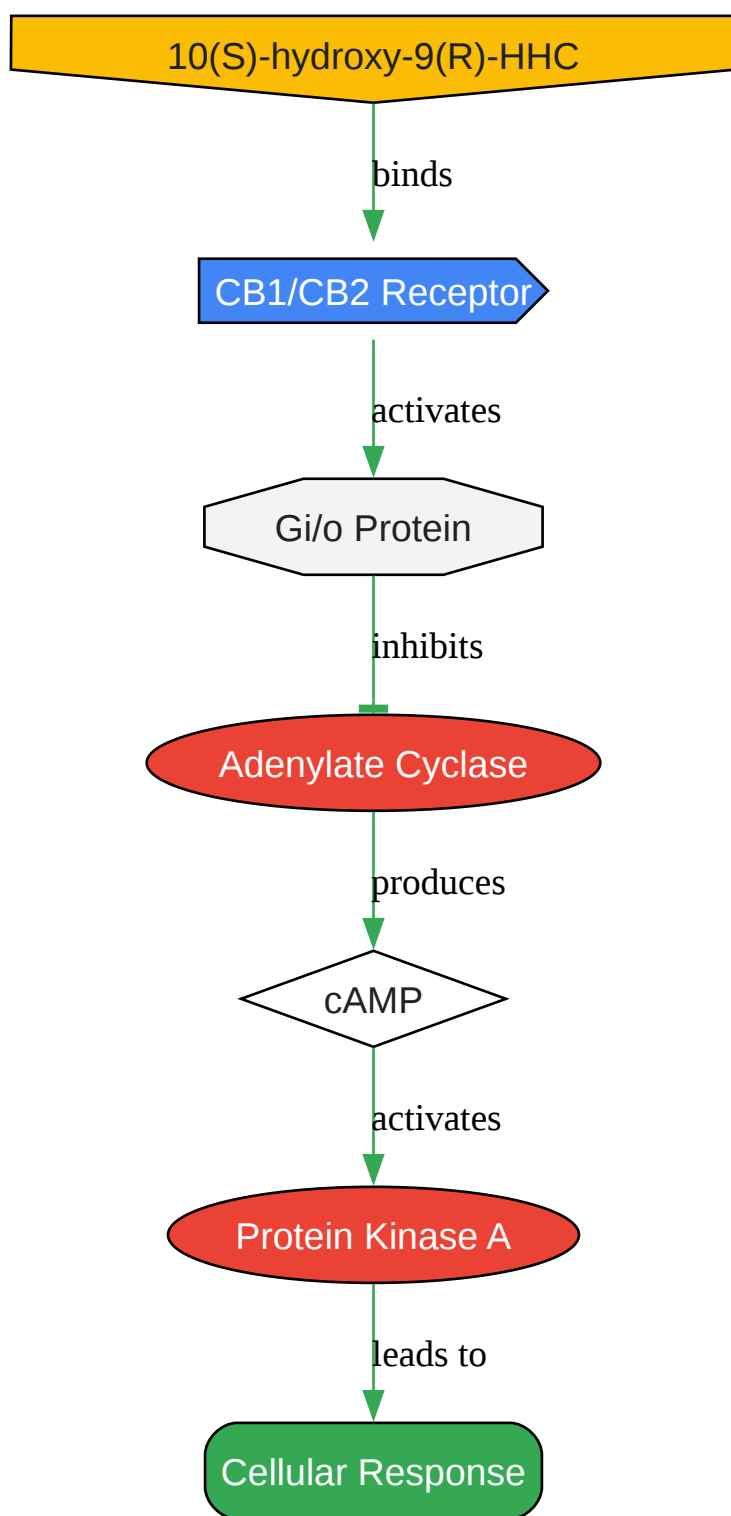 10(S)-hydroxy-9(R)-HHC
binds
CB1/CB2 Receptor
activates
Gi/o Protein
inhibits
Adenylate Cyclase
produces
cAMP
activates
Protein Kinase A
leads to
Cellular Response